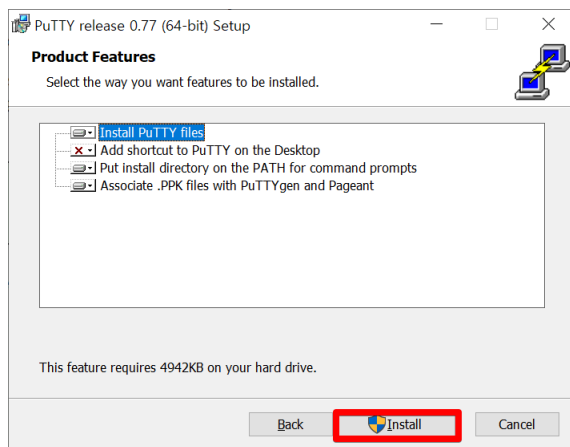 PuTTY release 0.77 (64-bit) Setup
Product Features
Select the way you want features to be installed.
Install PuTTY files
Add shortcut to PuTTY on the Desktop
Put install directory on the PATH for command prompts
Associate .PPK files with PuTTYgen and Pageant
This feature requires 4942KB on your hard drive.
Back Install Cancel